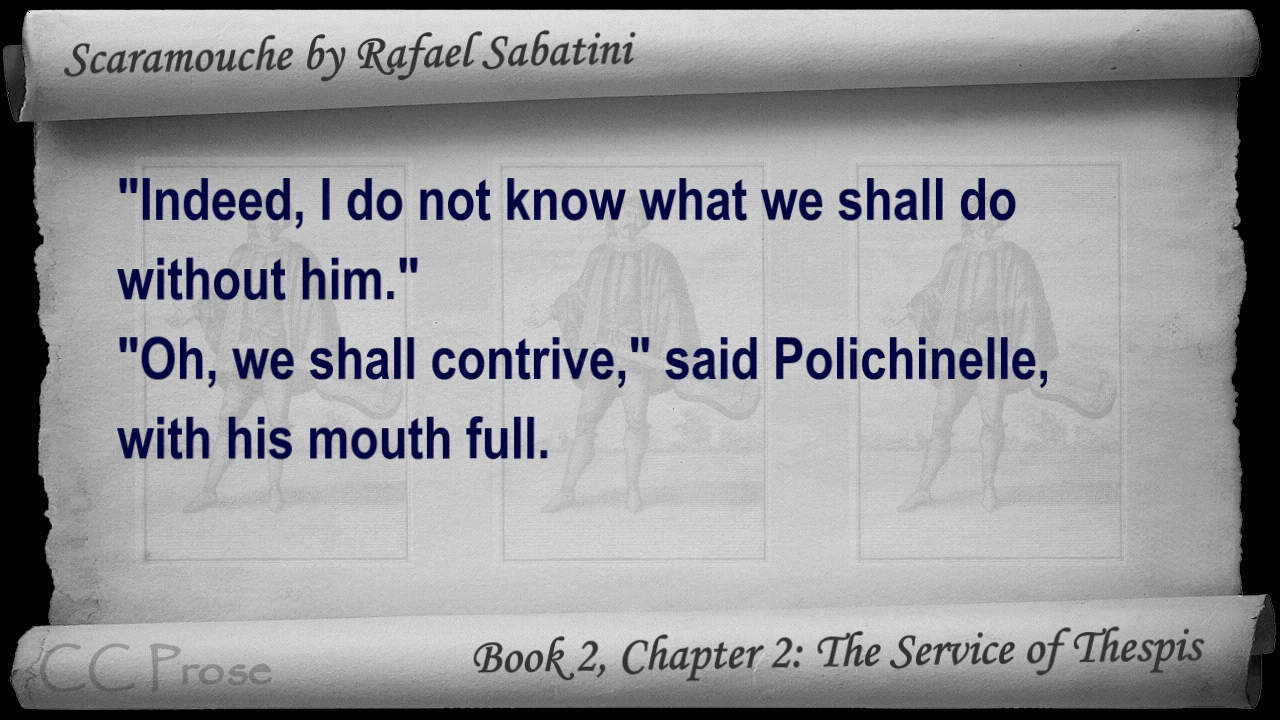 Scaramouche by Rafael Sabatini
"Indeed, I do not know what we shall do
without him."
"Oh, we shall contrive," said Polichinelle,
with his mouth full.
CC Prose
Book 2, Chapter 2: The Service of Thespis